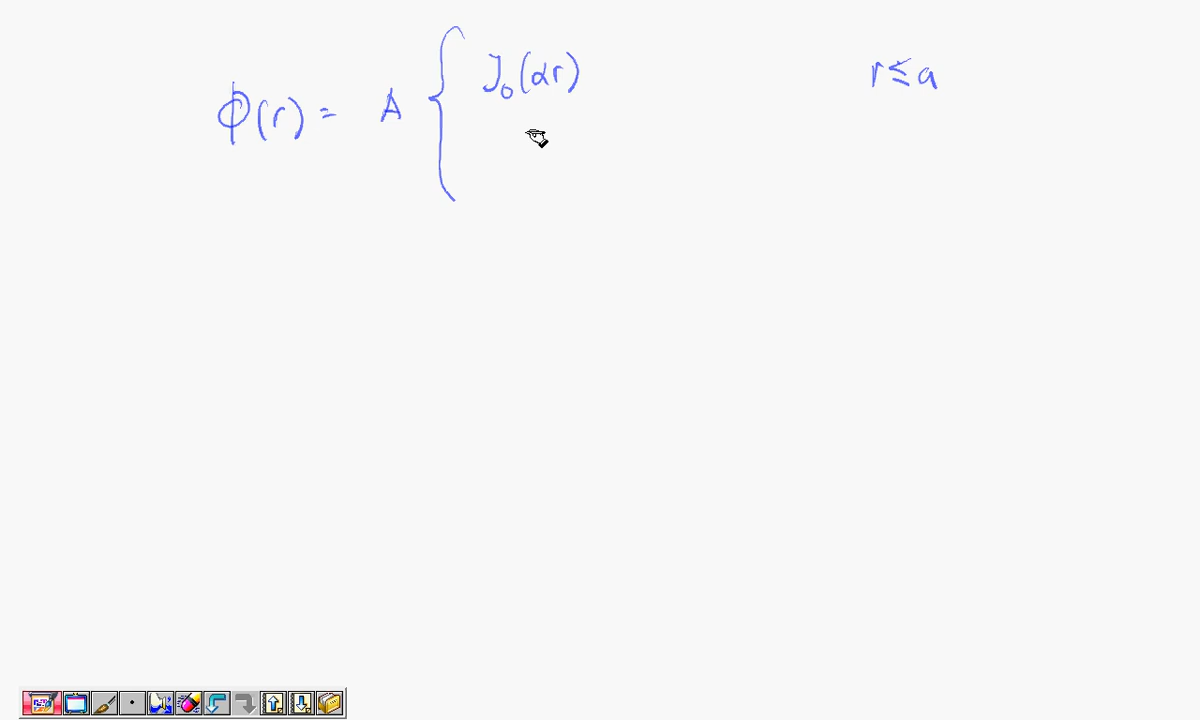 φ(r) = A { J₀(αr) r ≤ a